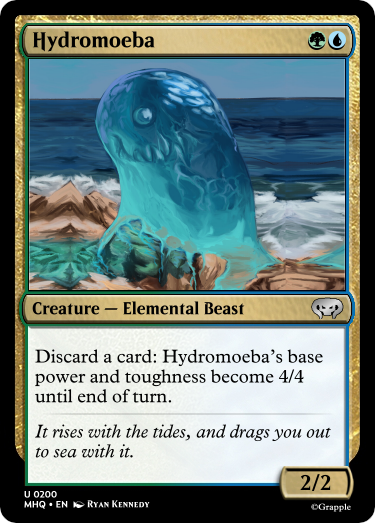 Hydromoeba
Creature — Elemental Beast
Discard a card: Hydromoeba's base
power and toughness become 4/4
until end of turn.
It rises with the tides, and drags you out
to sea with it.
2/2
U 0200
MHQ • EN Ryan Kennedy
©Grapple